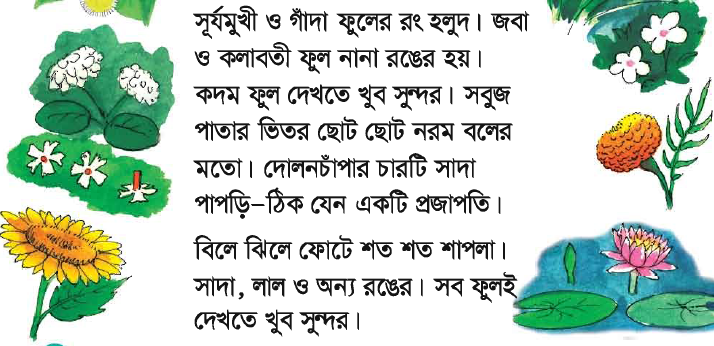 সূর্যমুখী ও গাঁদা ফুলের রং হলুদ। জবা
ও কলাবতী ফুল নানা রঙের হয়।
কদম ফুল দেখতে খুব সুন্দর। সবুজ
পাতার ভিতর ছোট ছোট নরম বলের
মতো। দোলনচাঁপার চারটি সাদা
পাপড়ি–ঠিক যেন একটি প্রজাপতি।
বিলে ঝিলে ফোটে শত শত শাপলা।
সাদা, লাল ও অন্য রঙের। সব ফুলই
দেখতে খুব সুন্দর।